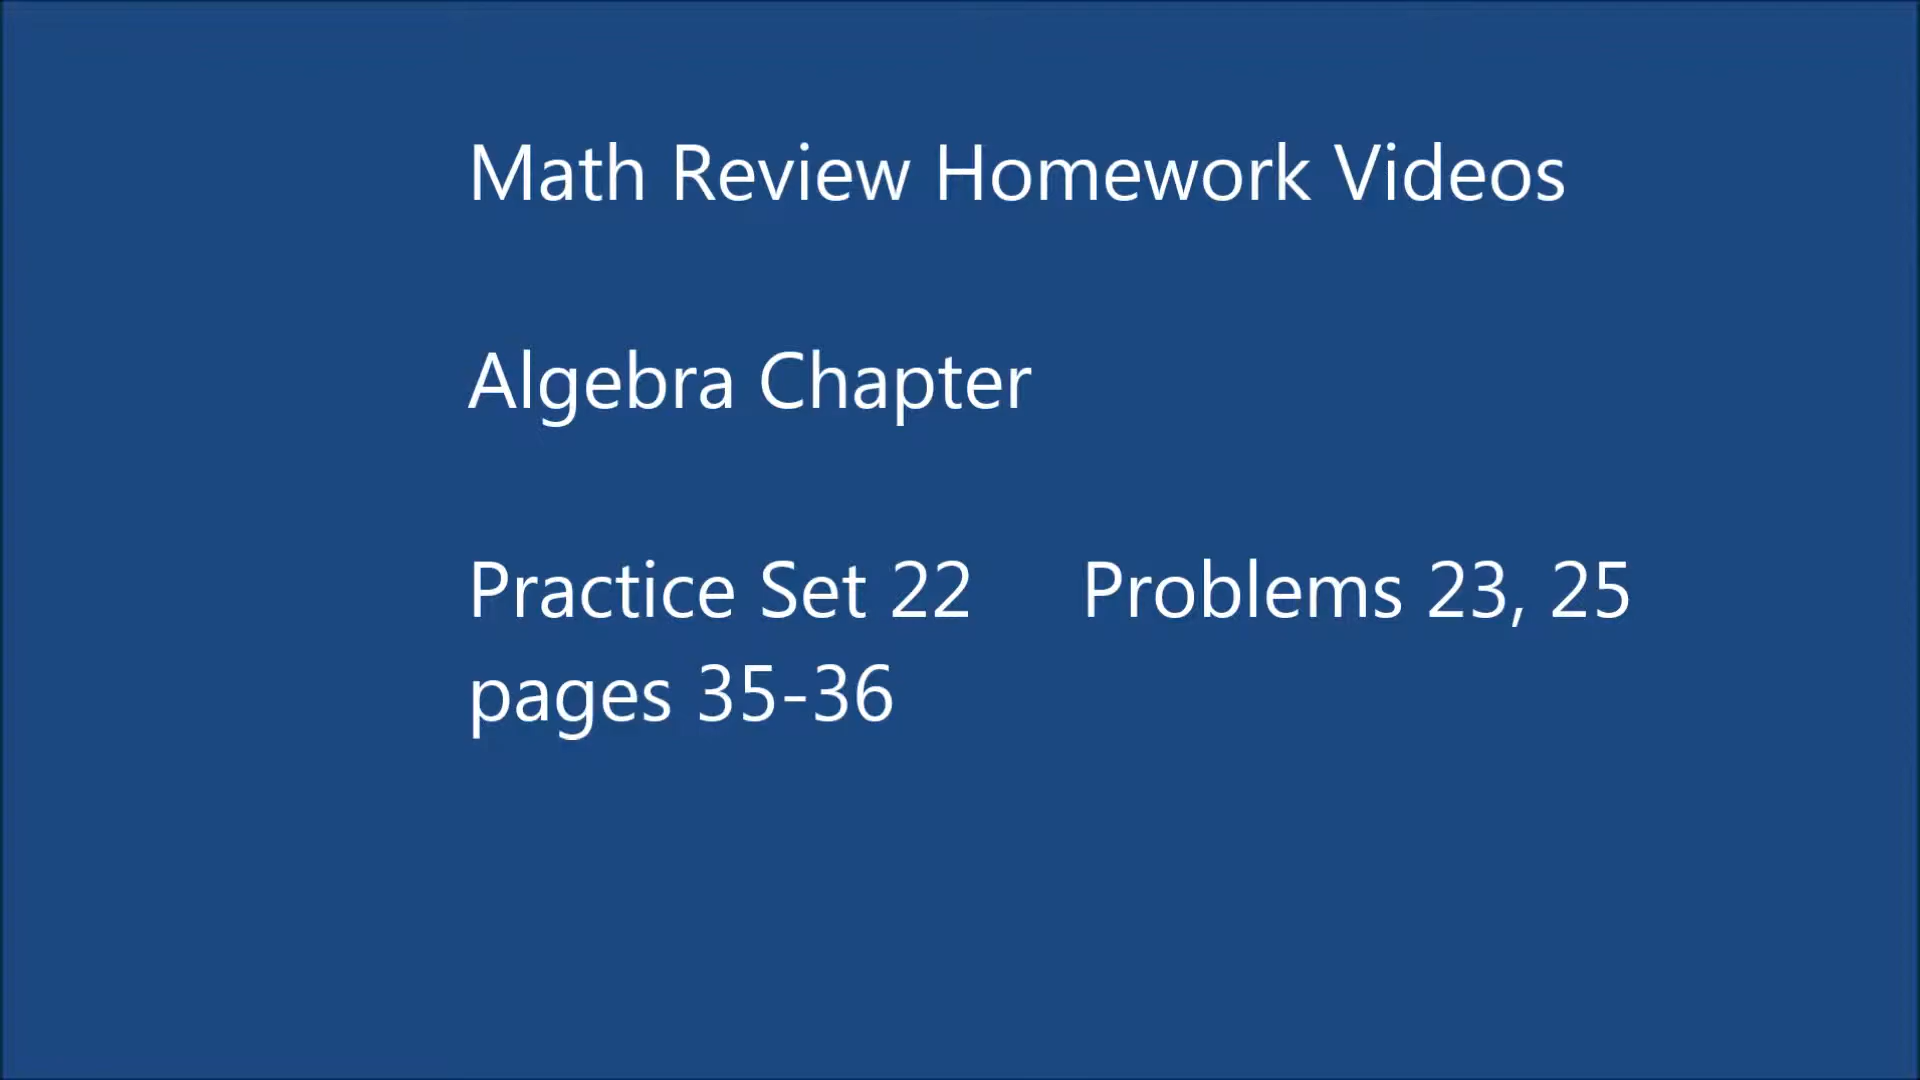 Math Review Homework Videos
Algebra Chapter
Practice Set 22 Problems 23, 25
pages 35-36